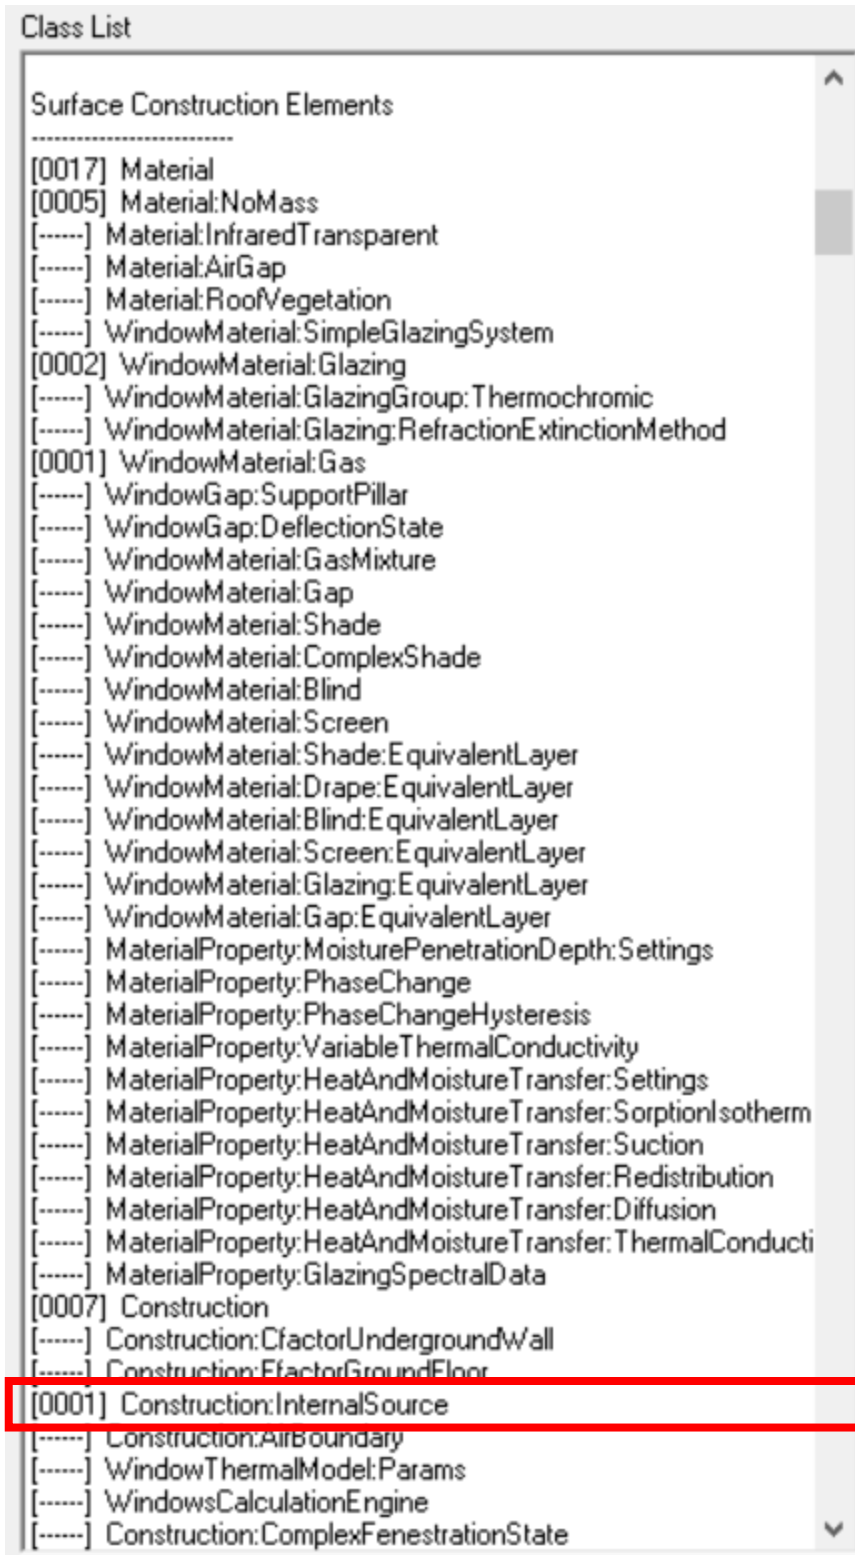 Class List
Surface Construction Elements
---------------------------
[0017] Material
[0005] Material:NoMass
[------] Material:InfraredTransparent
[------] Material:AirGap
[------] Material:RoofVegetation
[------] WindowMaterial:SimpleGlazingSystem
[0002] WindowMaterial:Glazing
[------] WindowMaterial:GlazingGroup:Thermochromic
[------] WindowMaterial:Glazing:RefractionExtinctionMethod
[0001] WindowMaterial:Gas
[------] WindowGap:SupportPillar
[------] WindowGap:DeflectionState
[------] WindowMaterial:GasMixture
[------] WindowMaterial:Gap
[------] WindowMaterial:Shade
[------] WindowMaterial:ComplexShade
[------] WindowMaterial:Blind
[------] WindowMaterial:Screen
[------] WindowMaterial:Shade:EquivalentLayer
[------] WindowMaterial:Drape:EquivalentLayer
[------] WindowMaterial:Blind:EquivalentLayer
[------] WindowMaterial:Screen:EquivalentLayer
[------] WindowMaterial:Glazing:EquivalentLayer
[------] WindowMaterial:Gap:EquivalentLayer
[------] MaterialProperty:MoisturePenetrationDepth:Settings
[------] MaterialProperty:PhaseChange
[------] MaterialProperty:PhaseChangeHysteresis
[------] MaterialProperty:VariableThermalConductivity
[------] MaterialProperty:HeatAndMoistureTransfer:Settings
[------] MaterialProperty:HeatAndMoistureTransfer:SorptionIsotherm
[------] MaterialProperty:HeatAndMoistureTransfer:Suction
[------] MaterialProperty:HeatAndMoistureTransfer:Redistribution
[------] MaterialProperty:HeatAndMoistureTransfer:Diffusion
[------] MaterialProperty:HeatAndMoistureTransfer:ThermalConducti
[------] MaterialProperty:GlazingSpectralData
[0007] Construction
[------] Construction:CfactorUndergroundWall
[------] Construction:FfactorGroundFloor
[0001] Construction:InternalSource
[------] Construction:AirBoundary
[------] WindowThermalModel:Params
[------] WindowsCalculationEngine
[------] Construction:ComplexFenestrationState